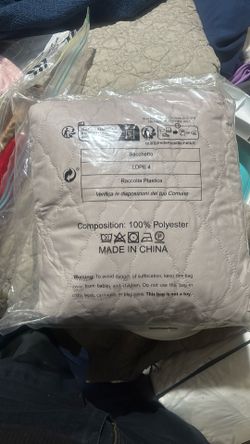 Sacchetto
LDPE 4
Raccolta Plastica
Verifica le disposizioni del tuo Comune
Composition: 100% Polyester
MADE IN CHINA
Warning: To avoid danger of suffocation, keep this bag
away from babies and children. Do not use this bag in
cribs, beds, carriages, or play pens. This bag is not a toy.